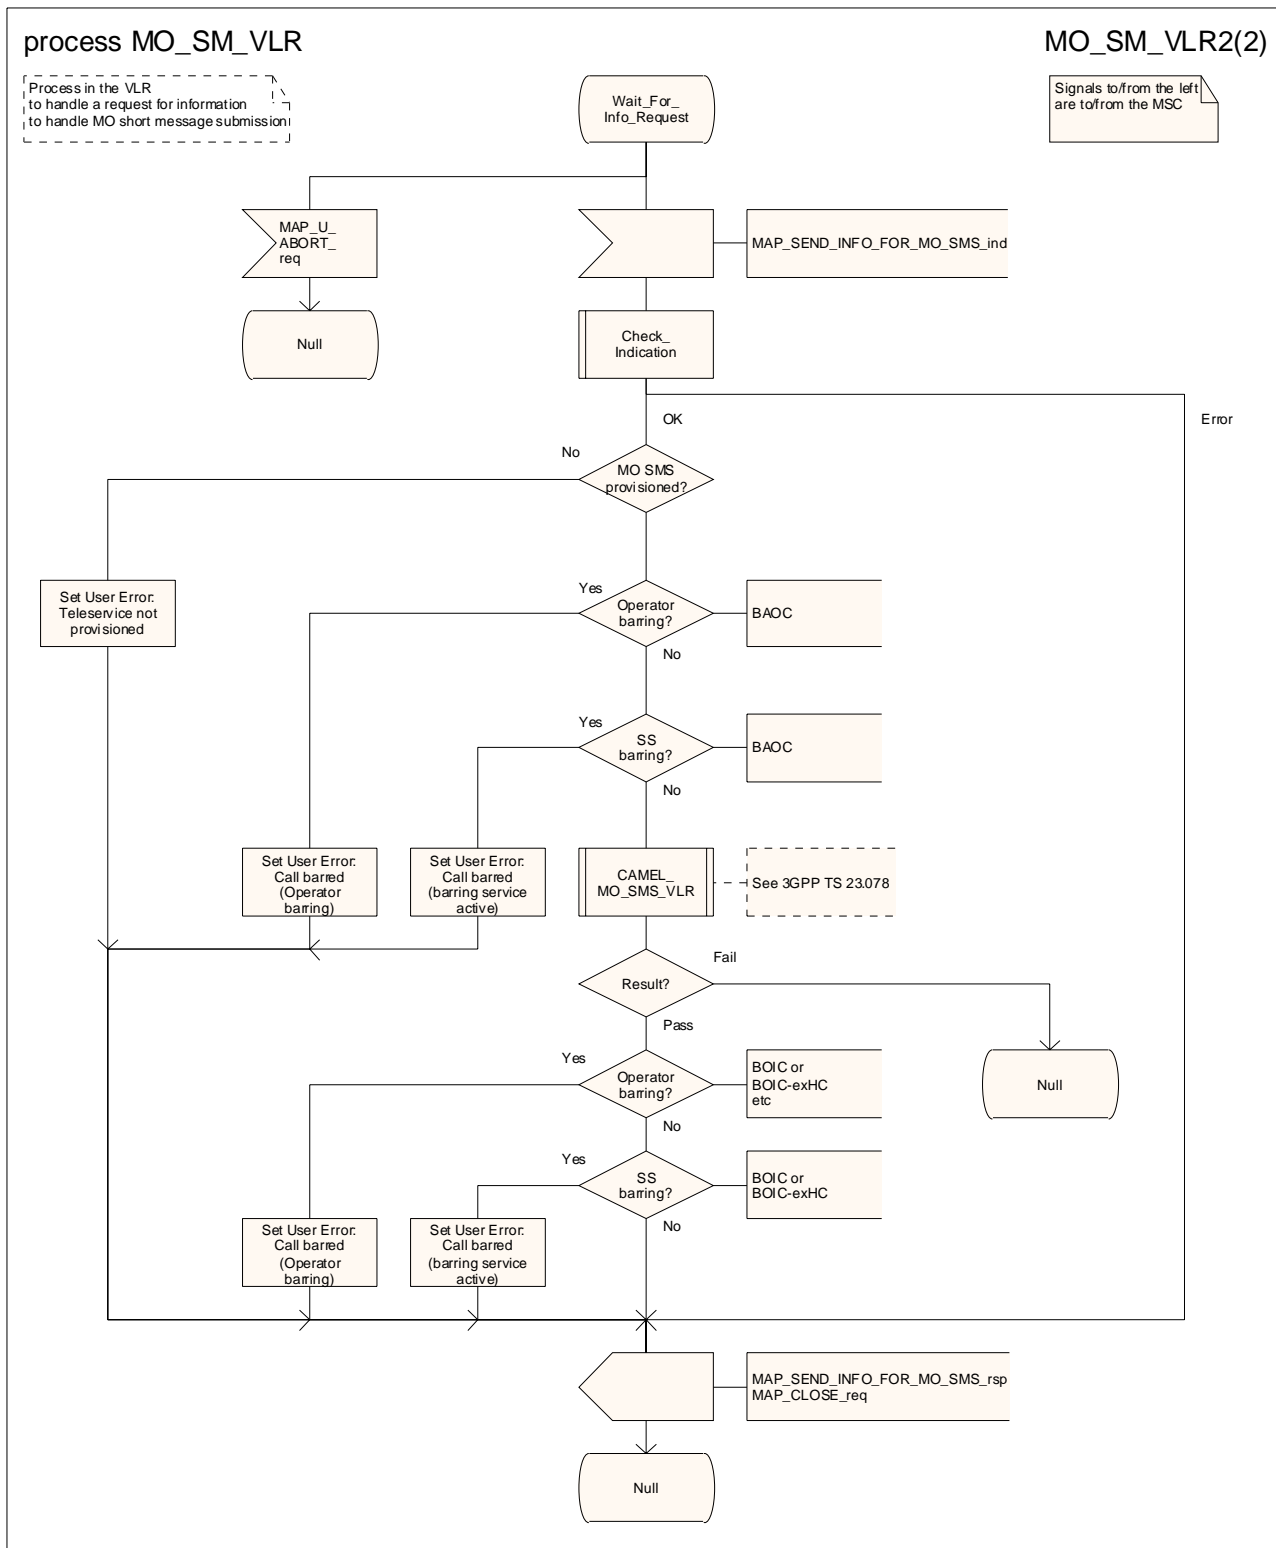 process MO_SM_VLR
MO_SM_VLR2(2)
Process in the VLR
to handle a request for information
to handle MO short message submission
Wait_For_
Info_Request
Signals to/from the left
are to/from the MSC
MAP_U_
ABORT_
req
MAP_SEND_INFO_FOR_MO_SMS_ind
Null
Check_
Indication
OK
Error
No
MO SMS
provisioned?
Set User Error:
Teleservice not
provisioned
Yes
Operator
barring?
BAOC
No
Yes
SS
barring?
BAOC
No
Set User Error:
Call barred
(Operator
barring)
Set User Error:
Call barred
(barring service
active)
CAMEL_
MO_SMS_VLR
See 3GPP TS 23.078
Result?
Fail
Pass
Yes
Operator
barring?
BOIC or
BOIC-exHC
etc
Null
No
Yes
SS
barring?
BOIC or
BOIC-exHC
No
Set User Error:
Call barred
(Operator
barring)
Set User Error:
Call barred
(barring service
active)
MAP_SEND_INFO_FOR_MO_SMS_rsp
MAP_CLOSE_req
Null